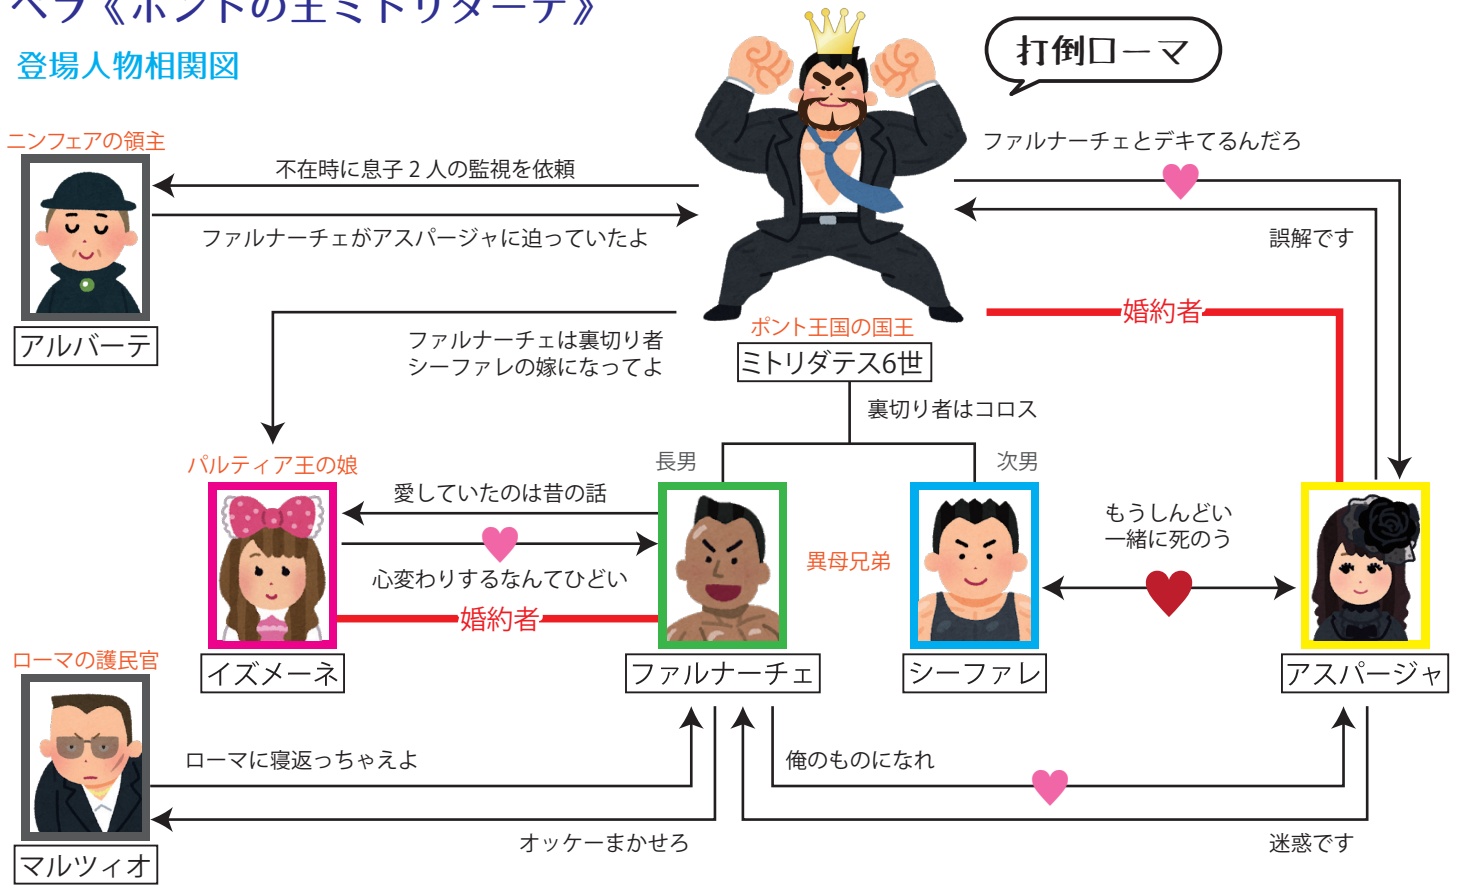 ペラ《ポントの王ミトリダーテ》
登場人物相関図
打倒ローマ
ニンフェアの領主
アルバーテ
不在時に息子2人の監視を依頼
ファルナーチェがアスパージャに迫っていたよ
ファルナーチェとデキてるんだろ
誤解です
婚約者
ポント王国の国王
ミトリダテス6世
ファルナーチェは裏切り者
シーファレの嫁になってよ
裏切り者はコロス
長男
次男
パルティア王の娘
イズメーネ
愛していたのは昔の話
心変わりするなんてひどい
婚約者
ファルナーチェ
異母兄弟
シーファレ
もうしんどい
一緒に死のう
アスパージャ
ローマの護民官
マルツィオ
ローマに寝返っちゃえよ
オッケーまかせろ
俺のものになれ
迷惑です